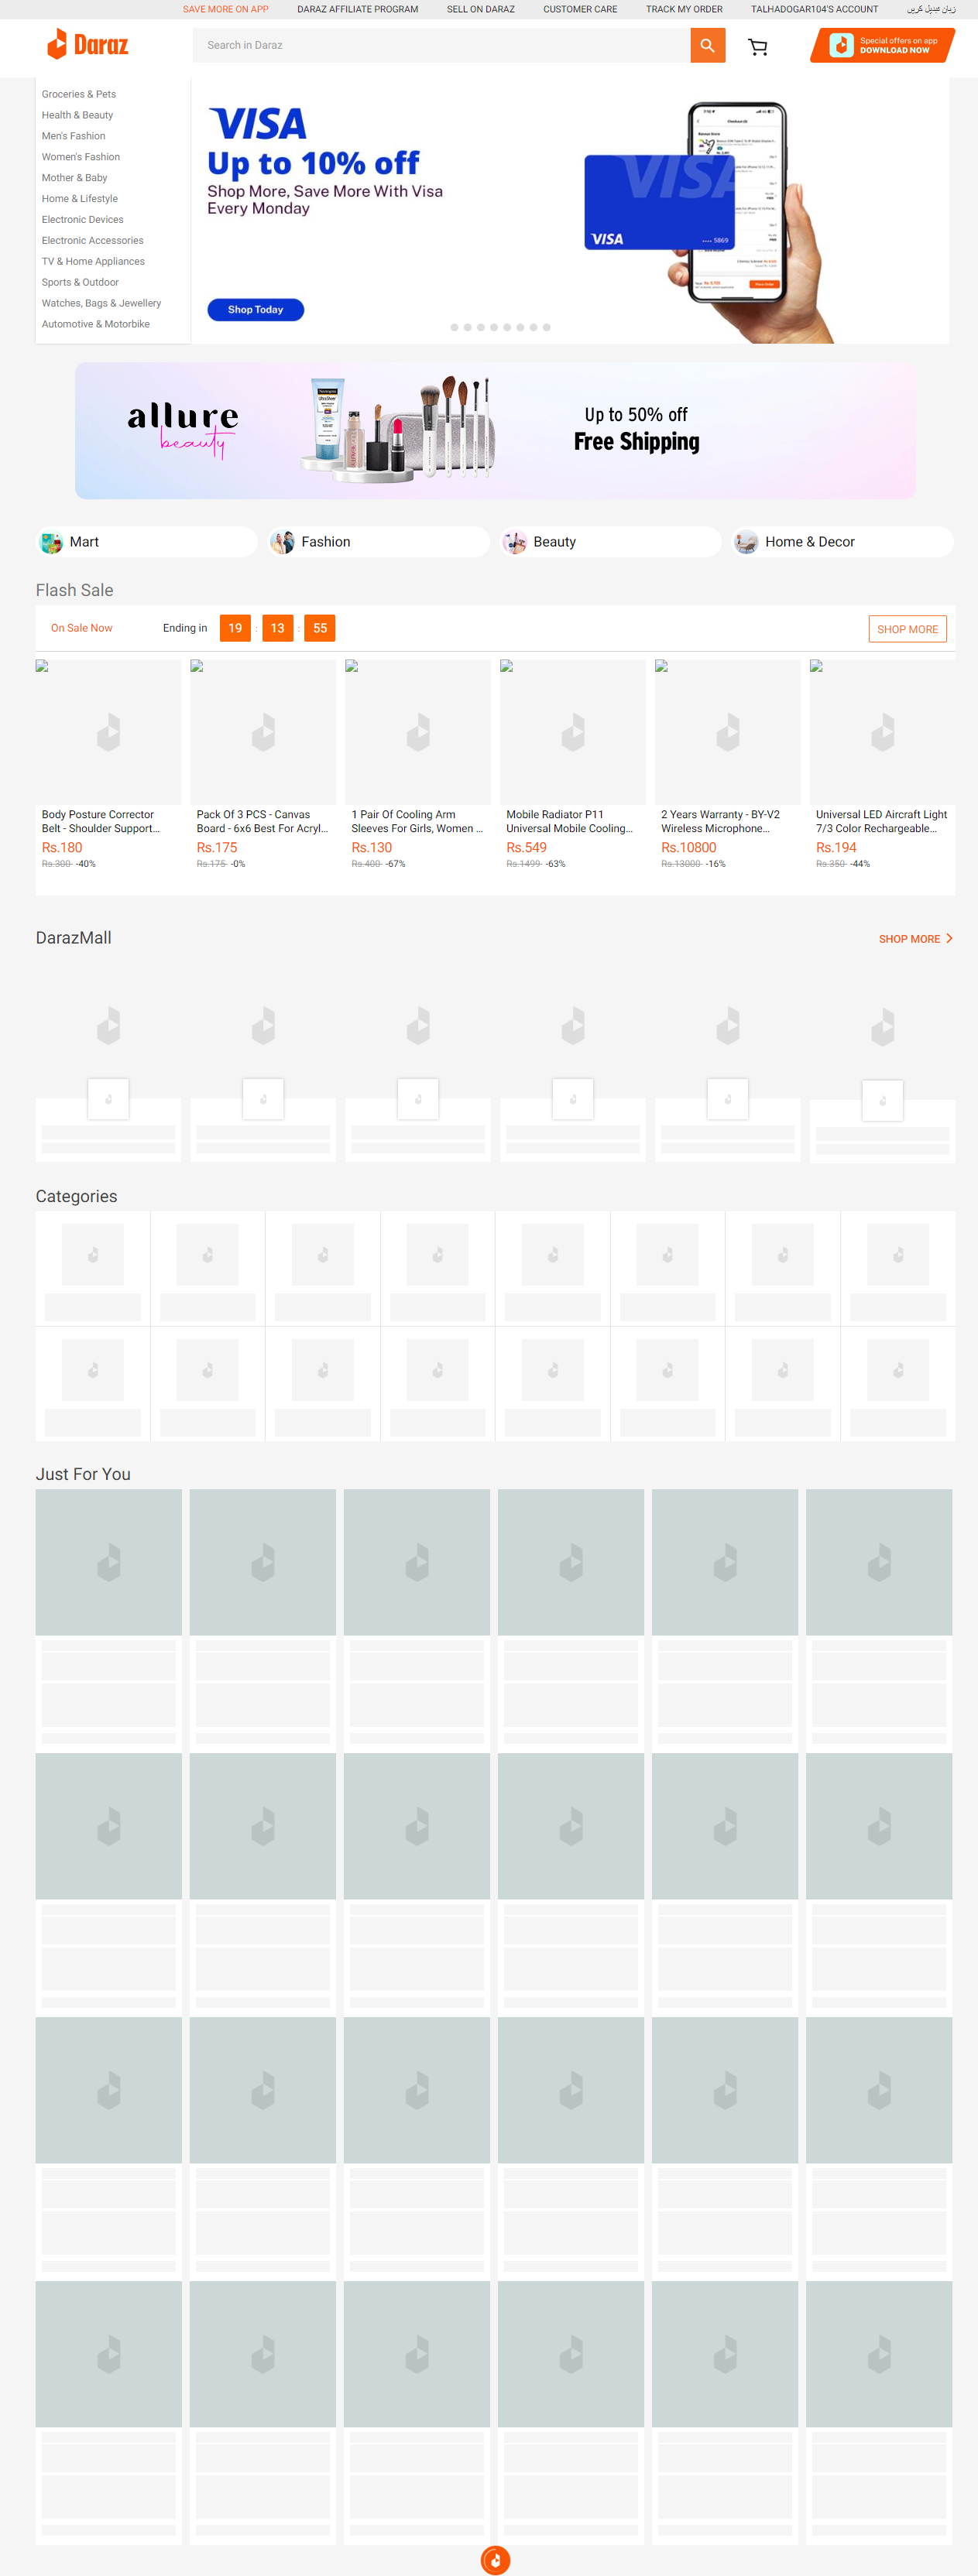 SAVE MORE ON APP
DARAZ AFFILIATE PROGRAM
SELL ON DARAZ
CUSTOMER CARE
TRACK MY ORDER
TALHADOGAR104'S ACCOUNT
زبان تبدیل کریں
Daraz
Search in Daraz
Special offers on app
DOWNLOAD NOW
Groceries & Pets
Health & Beauty
Men's Fashion
Women's Fashion
Mother & Baby
Home & Lifestyle
Electronic Devices
Electronic Accessories
TV & Home Appliances
Sports & Outdoor
Watches, Bags & Jewellery
Automotive & Motorbike
VISA
Up to 10% off
Shop More, Save More With Visa
Every Monday
Shop Today
VISA
VISA
5869
allure
beauty
Up to 50% off
Free Shipping
Mart
Fashion
Beauty
Home & Decor
Flash Sale
On Sale Now
Ending in
19 : 13 : 55
SHOP MORE
Body Posture Corrector
Belt - Shoulder Support...
Rs.180
Rs.300 -40%
Pack Of 3 PCS - Canvas
Board - 6x6 Best For Acryl...
Rs.175
Rs.175 -0%
1 Pair Of Cooling Arm
Sleeves For Girls, Women ...
Rs.130
Rs.400 -67%
Mobile Radiator P11
Universal Mobile Cooling...
Rs.549
Rs.1499 -63%
2 Years Warranty - BY-V2
Wireless Microphone...
Rs.10800
Rs.13000 -16%
Universal LED Aircraft Light
7/3 Color Rechargeable...
Rs.194
Rs.350 -44%
DarazMall
SHOP MORE
Categories
Just For You